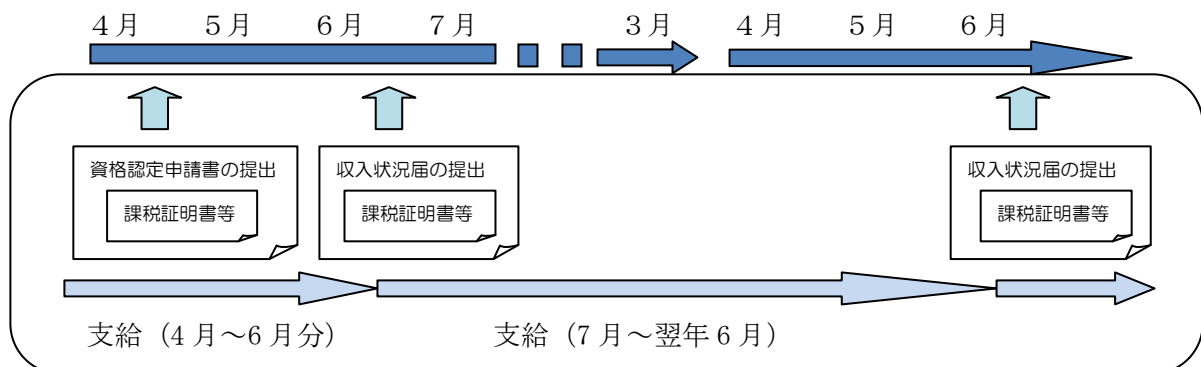 4月 5月 6月 7月 3月 4月 5月 6月
資格認定申請書の提出 収入状況届の提出 収入状況届の提出
課税証明書等 課税証明書等 課税証明書等
支給（4月～6月分） 支給（7月～翌年6月）